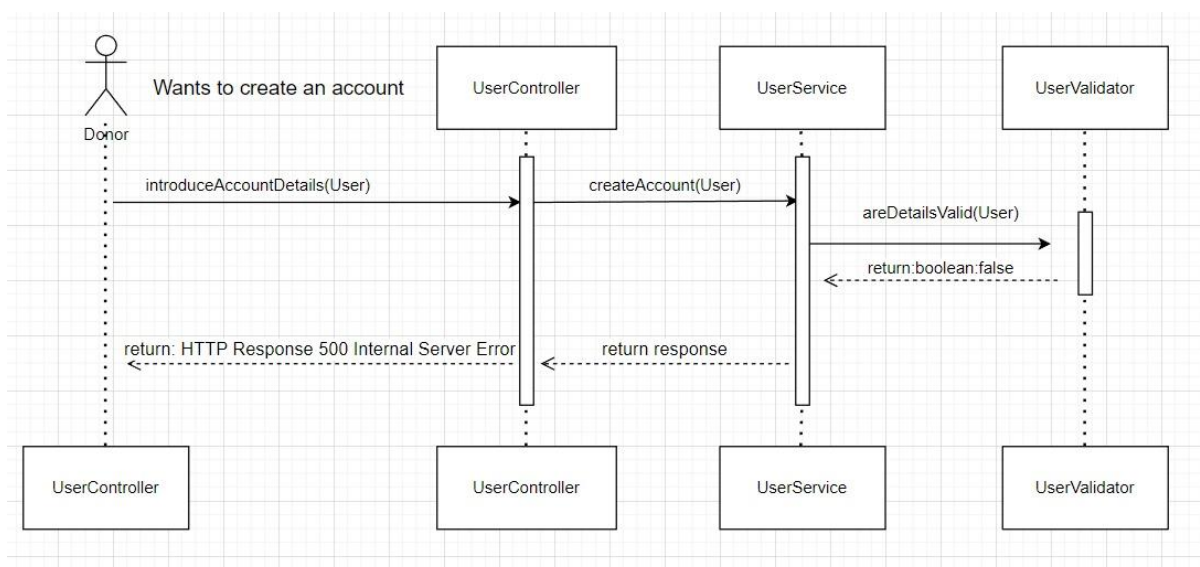 Wants to create an account
UserController
UserService
UserValidator
Donor
introduceAccountDetails(User)
createAccount(User)
areDetailsValid(User)
return:boolean:false
return: HTTP Response 500 Internal Server Error
return response
UserController
UserController
UserService
UserValidator